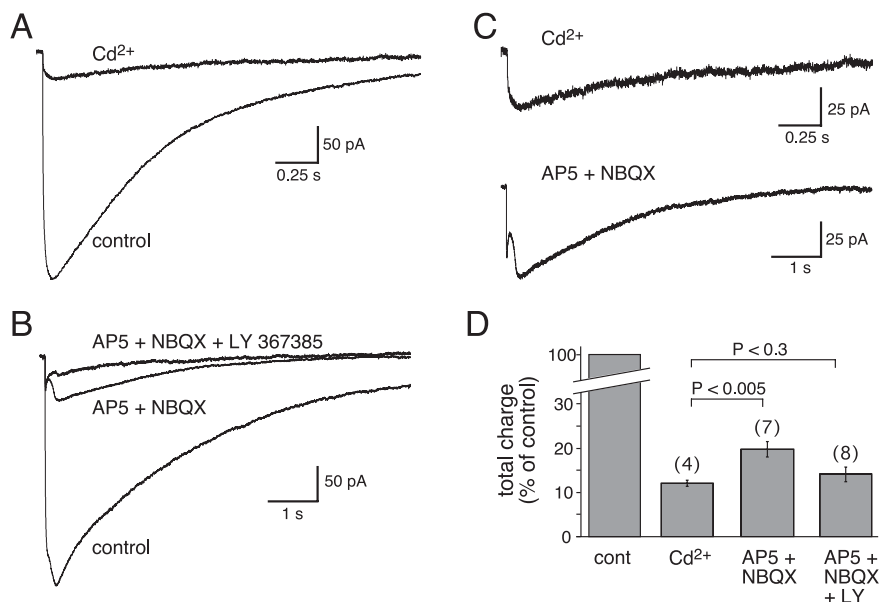 A
Cd2+
50 pA
0.25 s
control
B
AP5 + NBQX + LY 367385
AP5 + NBQX
50 pA
1 s
control
C
Cd2+
25 pA
0.25 s
AP5 + NBQX
25 pA
1 s
D
total charge
(% of control)
100
30
20
10
0
P < 0.3
P < 0.005
(4)
(7)
(8)
cont
Cd2+
AP5 +
NBQX
AP5 +
NBQX
+ LY